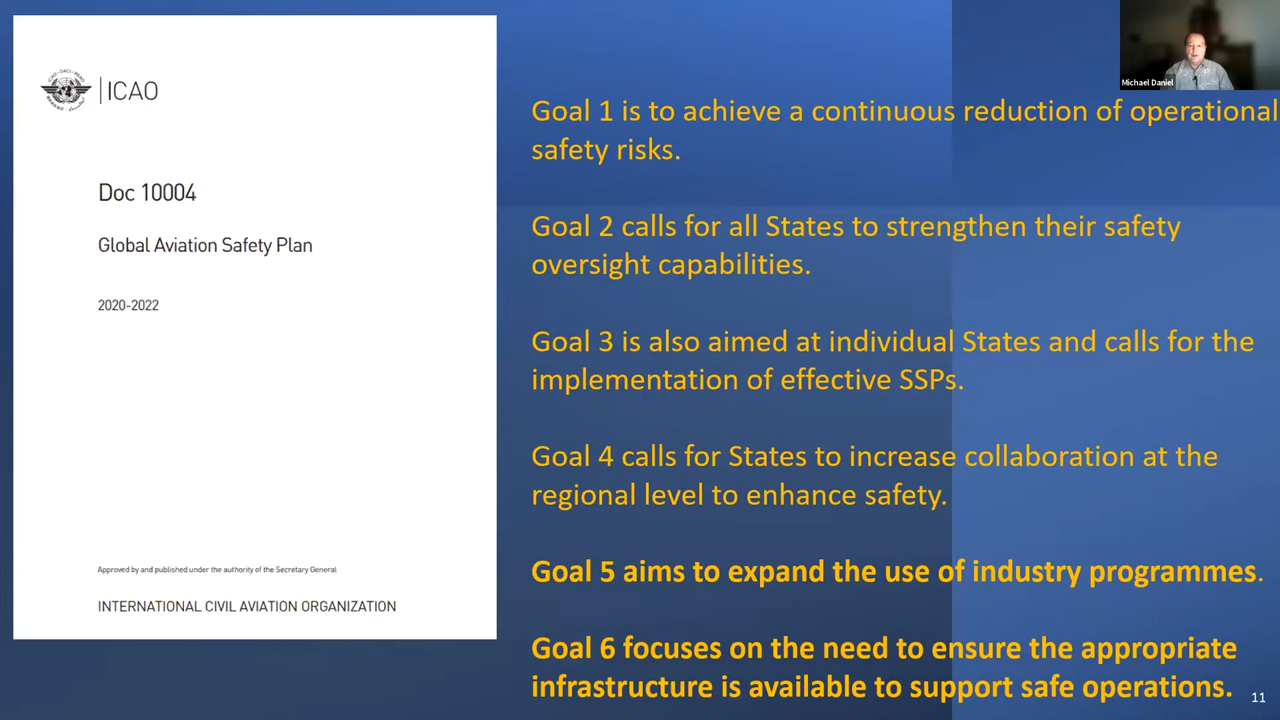 ICAO
Doc 10004
Global Aviation Safety Plan
2020-2022
Approved by and published under the authority of the Secretary General
INTERNATIONAL CIVIL AVIATION ORGANIZATION
Michael Daniel
Goal 1 is to achieve a continuous reduction of operational
safety risks.
Goal 2 calls for all States to strengthen their safety
oversight capabilities.
Goal 3 is also aimed at individual States and calls for the
implementation of effective SSPs.
Goal 4 calls for States to increase collaboration at the
regional level to enhance safety.
Goal 5 aims to expand the use of industry programmes.
Goal 6 focuses on the need to ensure the appropriate
infrastructure is available to support safe operations.
11